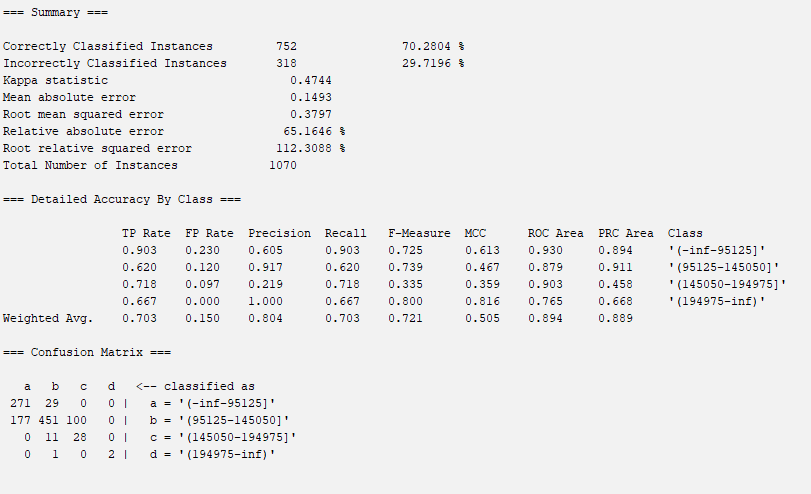 === Summary ===
Correctly Classified Instances 752 70.2804 %
Incorrectly Classified Instances 318 29.7196 %
Kappa statistic 0.4744
Mean absolute error 0.1493
Root mean squared error 0.3797
Relative absolute error 65.1646 %
Root relative squared error 112.3088 %
Total Number of Instances 1070
=== Detailed Accuracy By Class ===
TP Rate FP Rate Precision Recall F-Measure MCC ROC Area PRC Area Class
0.903 0.230 0.605 0.903 0.725 0.613 0.930 0.894 '(-inf-95125]'
0.620 0.120 0.917 0.620 0.739 0.467 0.879 0.911 '(95125-145050]'
0.718 0.097 0.219 0.718 0.335 0.359 0.903 0.458 '(145050-194975]'
0.667 0.000 1.000 0.667 0.800 0.816 0.765 0.668 '(194975-inf)'
Weighted Avg. 0.703 0.150 0.804 0.703 0.721 0.505 0.894 0.889
=== Confusion Matrix ===
a b c d <-- classified as
271 29 0 0 | a = '(-inf-95125]'
177 451 100 0 | b = '(95125-145050]'
0 11 28 0 | c = '(145050-194975]'
0 1 0 2 | d = '(194975-inf)'